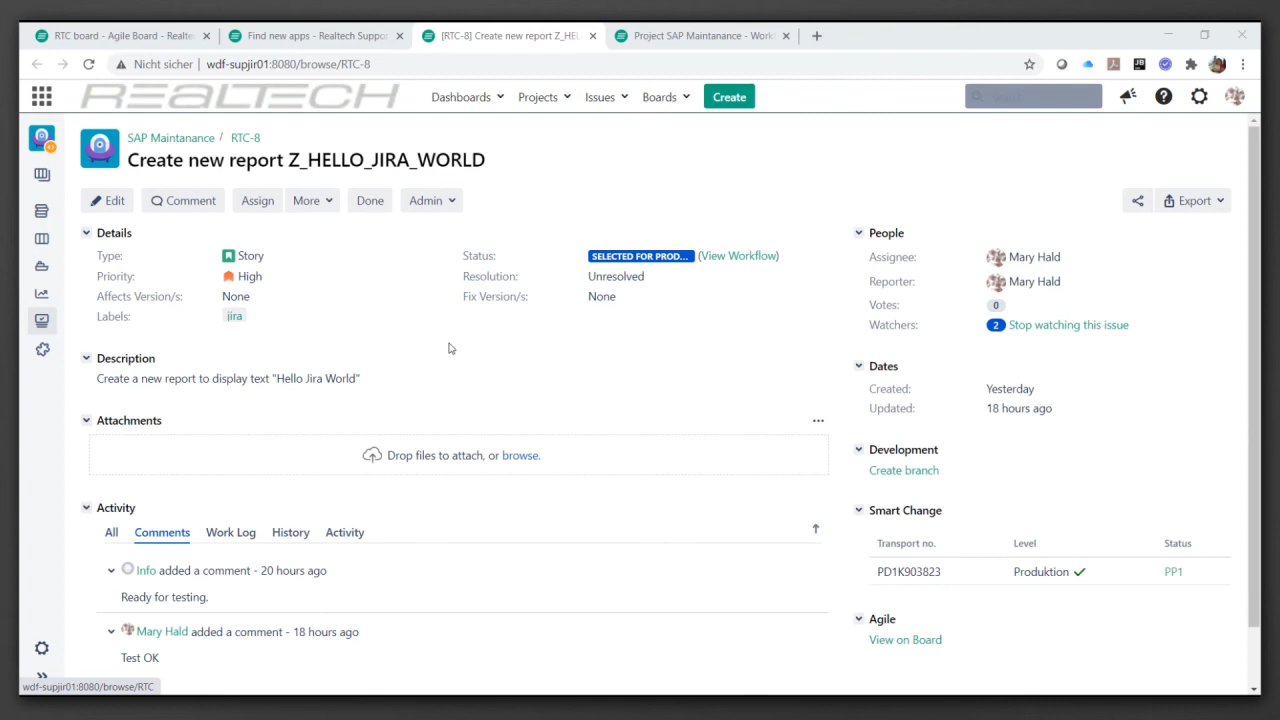 RTC board - Agile Board - Realte
Find new apps - Realtech Suppo
[RTC-8] Create new report Z_HEL
Project SAP Maintanance - Work
Nicht sicher | wdf-supjir01:8080/browse/RTC-8
REALTECH
Dashboards
Projects
Issues
Boards
Create
SAP Maintanance / RTC-8
Create new report Z_HELLO_JIRA_WORLD
Edit
Comment
Assign
More
Done
Admin
Export
Details
Type: Story
Status: SELECTED FOR PROD... (View Workflow)
Priority: High
Resolution: Unresolved
Affects Version/s: None
Fix Version/s: None
Labels: jira
Description
Create a new report to display text "Hello Jira World"
Attachments
Drop files to attach, or browse.
Activity
All
Comments
Work Log
History
Activity
Info added a comment - 20 hours ago
Ready for testing.
Mary Hald added a comment - 18 hours ago
Test OK
People
Assignee: Mary Hald
Reporter: Mary Hald
Votes: 0
Watchers: 2 Stop watching this issue
Dates
Created: Yesterday
Updated: 18 hours ago
Development
Create branch
Smart Change
Transport no. Level Status
PD1K903823 Produktion PP1
Agile
View on Board
wdf-supjir01:8080/browse/RTC